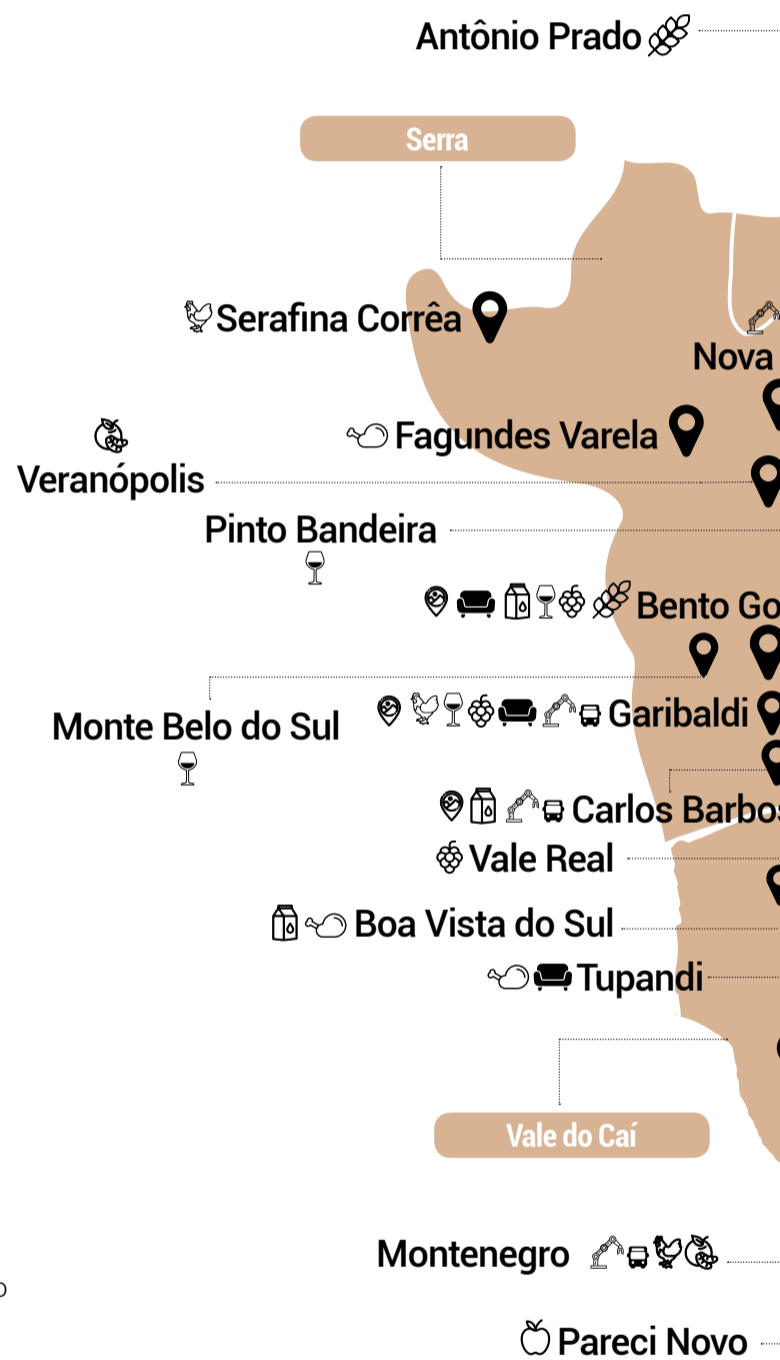 Antônio Prado
Serra
Serafina Corrêa
Nova
Fagundes Varela
Veranópolis
Pinto Bandeira
Bento Go
Monte Belo do Sul
Garibaldi
Carlos Barbos
Vale Real
Boa Vista do Sul
Tupandi
Vale do Caí
Montenegro
Pareci Novo